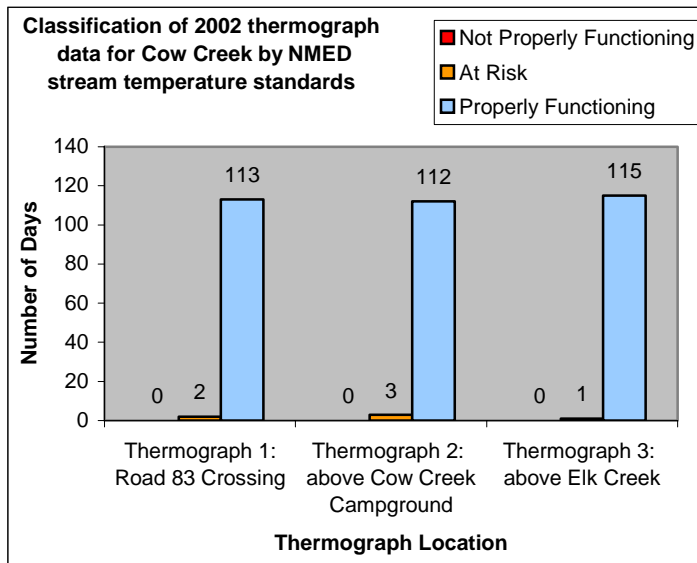 Classification of 2002 thermograph
data for Cow Creek by NMED
stream temperature standards
Not Properly Functioning
At Risk
Properly Functioning
Number of Days
140
120
100
80
60
40
20
0
0 2 113
0 3 112
0 1 115
Thermograph 1:
Road 83 Crossing
Thermograph 2:
above Cow Creek
Campground
Thermograph 3:
above Elk Creek
Thermograph Location